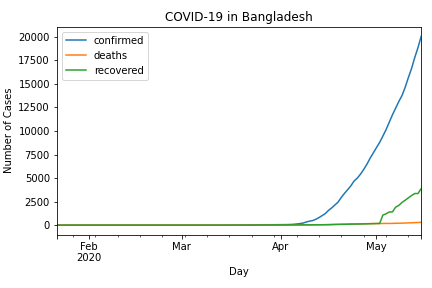 COVID-19 in Bangladesh
confirmed
deaths
recovered
Number of Cases
20000
17500
15000
12500
10000
7500
5000
2500
0
Feb
2020
Mar
Apr
May
Day